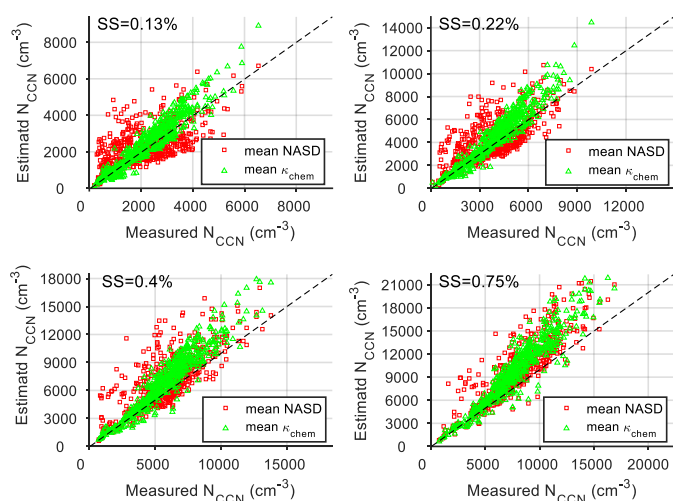 SS=0.13%
Estimatd N_CCN (cm⁻³)
8000
6000
4000
2000
0
mean NASD
mean κ_chem
0 2000 4000 6000 8000
Measured N_CCN (cm⁻³)
SS=0.22%
Estimatd N_CCN (cm⁻³)
14000
12000
10000
8000
6000
4000
2000
0
mean NASD
mean κ_chem
0 3000 6000 9000 12000
Measured N_CCN (cm⁻³)
SS=0.4%
Estimatd N_CCN (cm⁻³)
18000
15000
12000
9000
6000
3000
0
mean NASD
mean κ_chem
0 5000 10000 15000
Measured N_CCN (cm⁻³)
SS=0.75%
Estimatd N_CCN (cm⁻³)
21000
18000
15000
12000
9000
6000
3000
0
mean NASD
mean κ_chem
0 5000 10000 15000 20000
Measured N_CCN (cm⁻³)